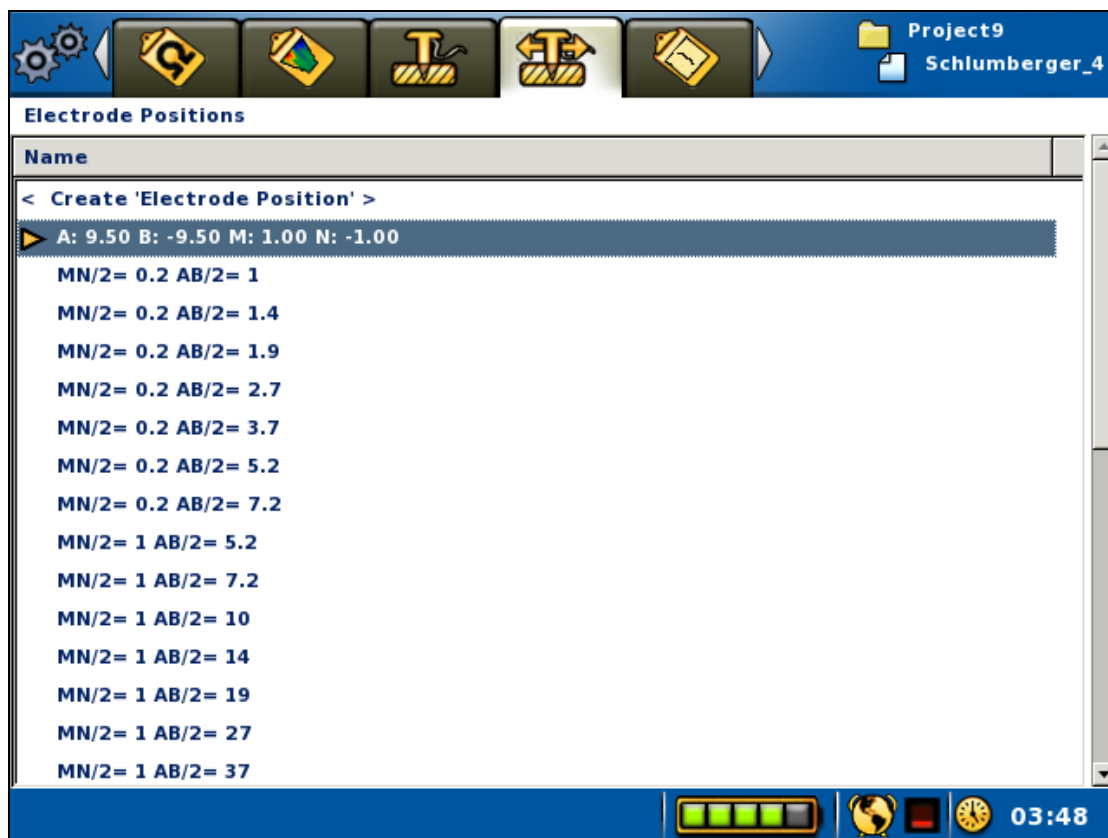 Project9
Schlumberger_4
Electrode Positions
Name
< Create 'Electrode Position' >
A: 9.50 B: -9.50 M: 1.00 N: -1.00
MN/2= 0.2 AB/2= 1
MN/2= 0.2 AB/2= 1.4
MN/2= 0.2 AB/2= 1.9
MN/2= 0.2 AB/2= 2.7
MN/2= 0.2 AB/2= 3.7
MN/2= 0.2 AB/2= 5.2
MN/2= 0.2 AB/2= 7.2
MN/2= 1 AB/2= 5.2
MN/2= 1 AB/2= 7.2
MN/2= 1 AB/2= 10
MN/2= 1 AB/2= 14
MN/2= 1 AB/2= 19
MN/2= 1 AB/2= 27
MN/2= 1 AB/2= 37
03:48